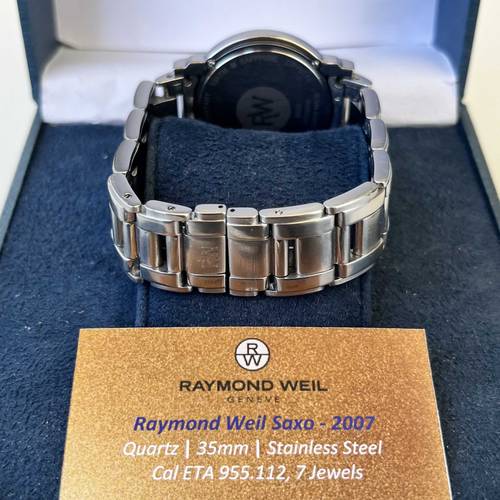 RW
R
W
RAYMOND WEIL
GENEVE
Raymond Weil Saxo - 2007
Quartz | 35mm | Stainless Steel
Cal ETA 955.112, 7 Jewels